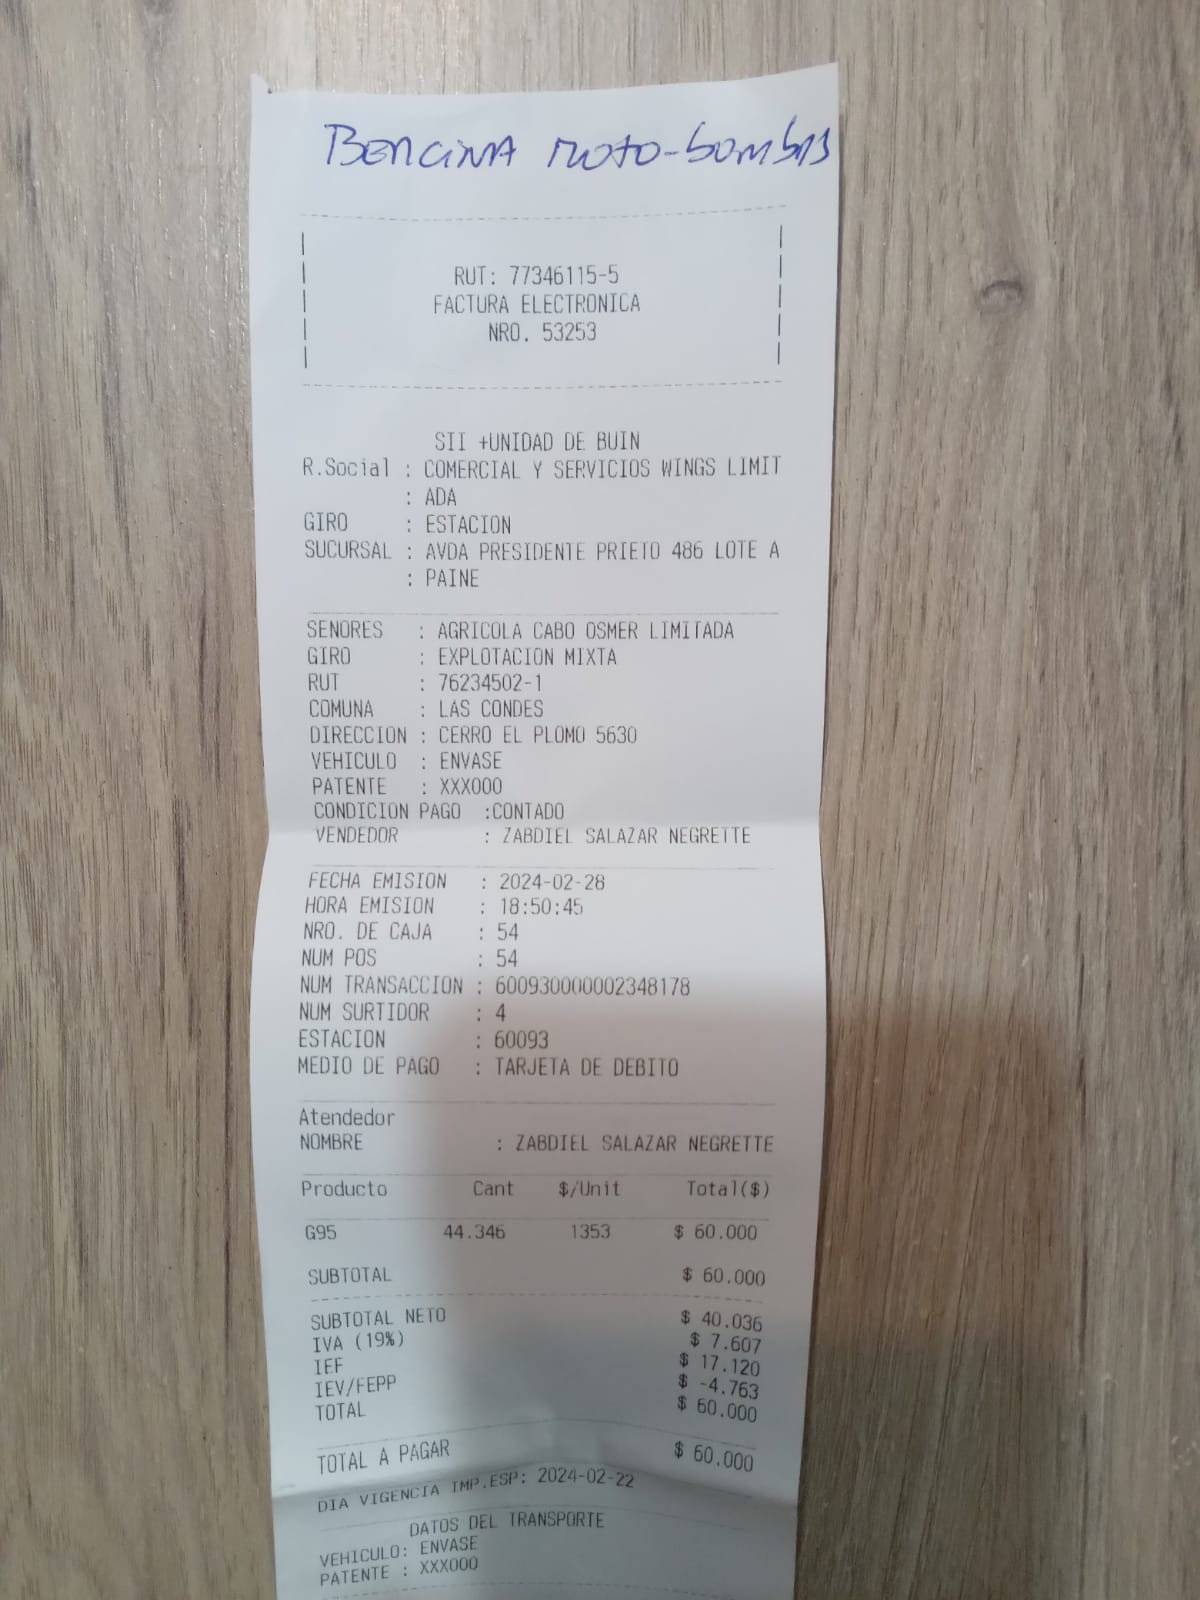 Bencina moto-bombas
RUT: 77346115-5
FACTURA ELECTRONICA
NRO. 53253
SII +UNIDAD DE BUIN
R.Social : COMERCIAL Y SERVICIOS WINGS LIMIT
: ADA
GIRO : ESTACION
SUCURSAL : AVDA PRESIDENTE PRIETO 486 LOTE A
: PAINE
SENORES : AGRICOLA CABO OSMER LIMITADA
GIRO : EXPLOTACION MIXTA
RUT : 76234502-1
COMUNA : LAS CONDES
DIRECCION : CERRO EL PLOMO 5630
VEHICULO : ENVASE
PATENTE : XXX000
CONDICION PAGO :CONTADO
VENDEDOR : ZABDIEL SALAZAR NEGRETTE
FECHA EMISION : 2024-02-28
HORA EMISION : 18:50:45
NRO. DE CAJA : 54
NUM POS : 54
NUM TRANSACCION : 600930000002348178
NUM SURTIDOR : 4
ESTACION : 60093
MEDIO DE PAGO : TARJETA DE DEBITO
Atendedor
NOMBRE : ZABDIEL SALAZAR NEGRETTE
Producto Cant $/Unit Total($)
G95 44.346 1353 $ 60.000
SUBTOTAL $ 60.000
SUBTOTAL NETO $ 40.036
IVA (19%) $ 7.607
IEF $ 17.120
IEV/FEPP $ -4.763
TOTAL $ 60.000
TOTAL A PAGAR $ 60.000
DIA VIGENCIA IMP.ESP: 2024-02-22
DATOS DEL TRANSPORTE
VEHICULO: ENVASE
PATENTE : XXX000